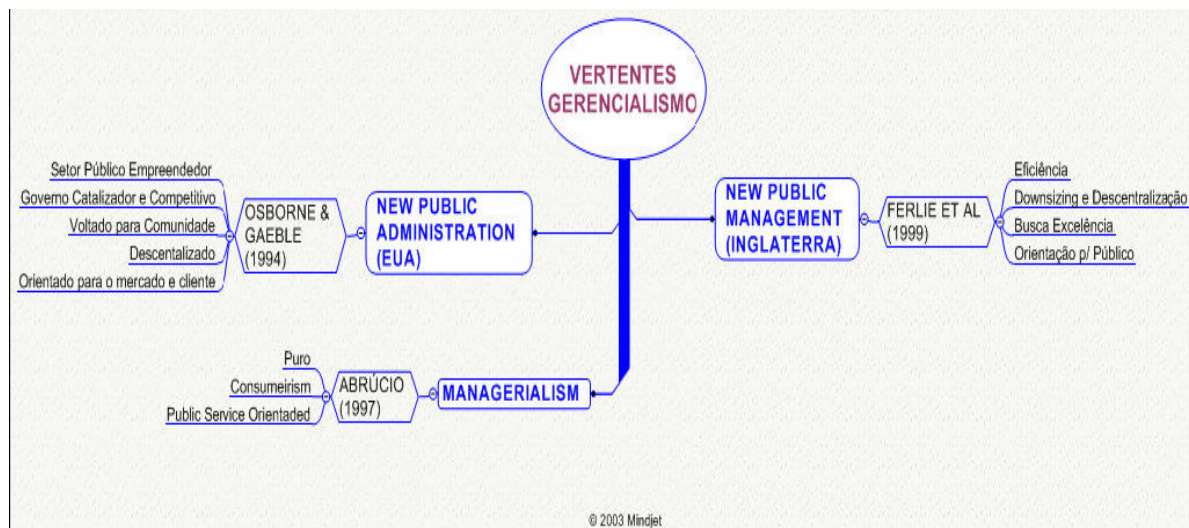 VERTENTES
GERENCIALISMO
Setor Público Empreendedor
Governo Catalizador e Competitivo
Voltado para Comunidade
Descentalizado
Orientado para o mercado e cliente
OSBORNE &
GAEBLE
(1994)
NEW PUBLIC
ADMINISTRATION
(EUA)
NEW PUBLIC
MANAGEMENT
(INGLATERRA)
FERLIE ET AL
(1999)
Eficiência
Downsizing e Descentralização
Busca Excelência
Orientação p/ Público
Puro
Consumeirism
Public Service Orientaded
ABRÚCIO
(1997)
MANAGERIALISM
© 2003 Mindjet